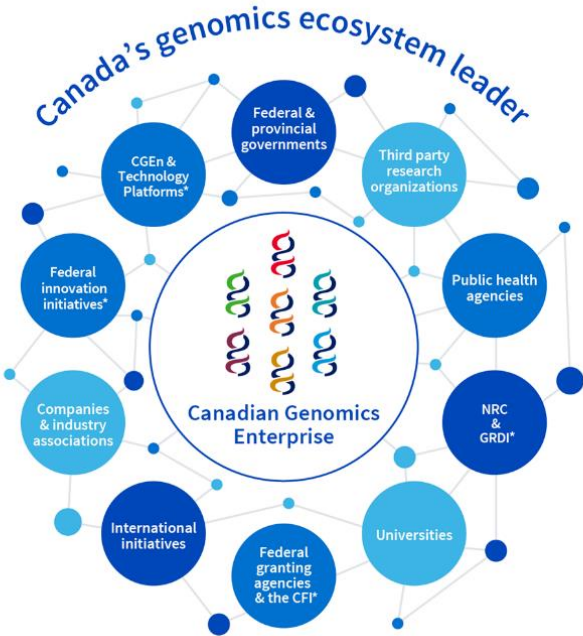 Canada's genomics ecosystem leader
Federal &
provincial
governments
Third party
research
organizations
Public health
agencies
NRC
&
GRDI*
Universities
Federal
granting
agencies
& the CFI*
International
initiatives
Companies
& industry
associations
Federal
innovation
initiatives*
CGEn &
Technology
Platforms*
Canadian Genomics
Enterprise